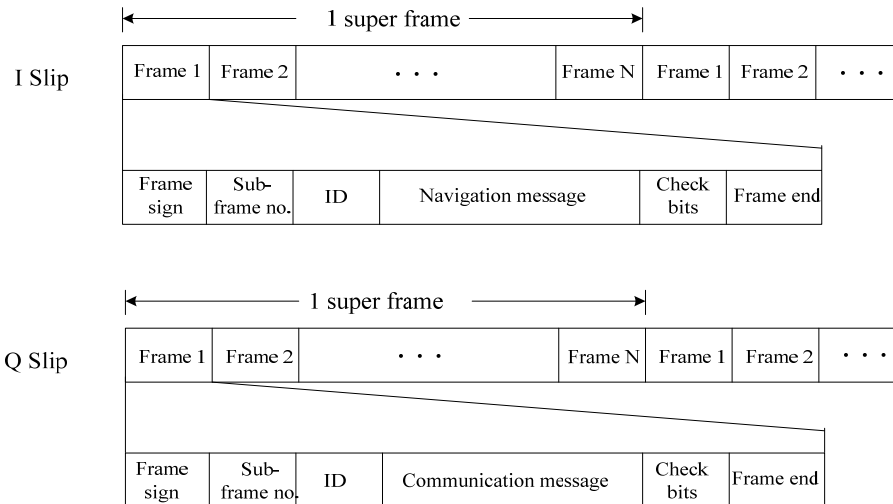 1 super frame
I Slip
Frame 1 Frame 2 · · · Frame N Frame 1 Frame 2 · · ·
Frame sign Sub-frame no. ID Navigation message Check bits Frame end
1 super frame
Q Slip
Frame 1 Frame 2 · · · Frame N Frame 1 Frame 2 · · ·
Frame sign Sub-frame no. ID Communication message Check bits Frame end